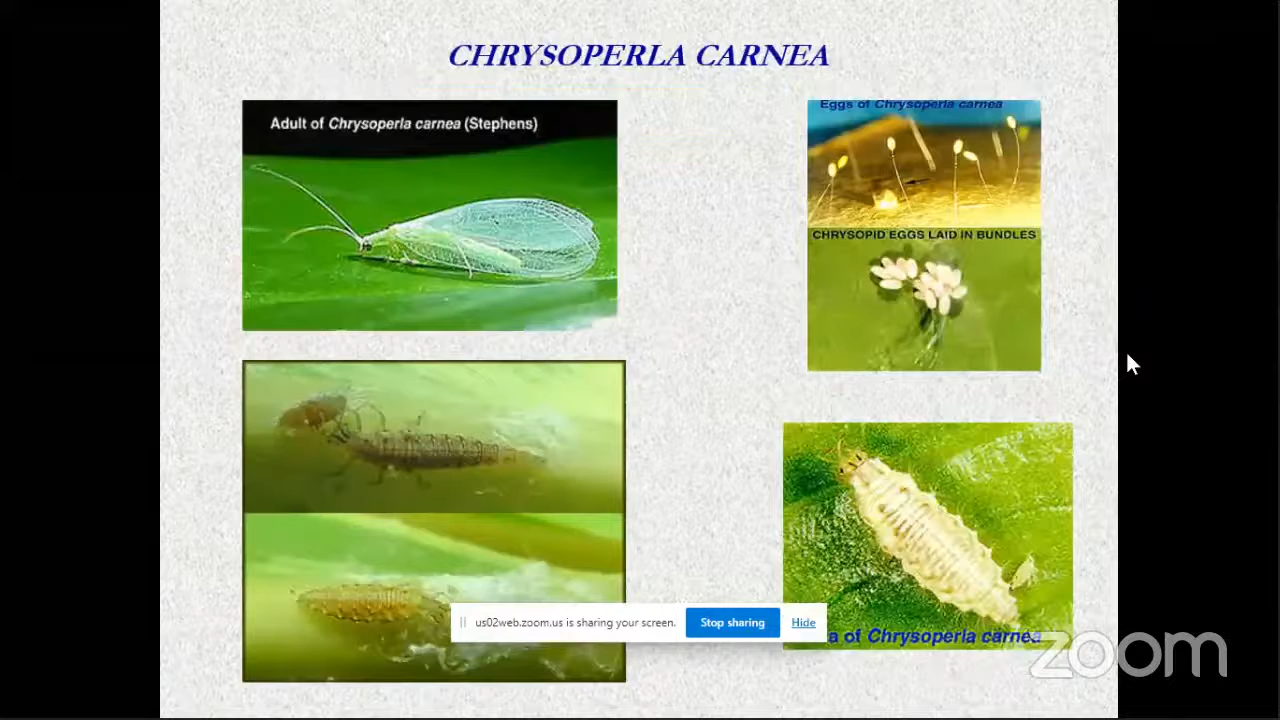 CHRYSOPERLA CARNEA
Adult of Chrysoperla carnea (Stephens)
Eggs of Chrysoperla carnea
CHRYSOPID EGGS LAID IN BUNDLES
us02web.zoom.us is sharing your screen.
Stop sharing
Hide
of Chrysoperla carnea
zoom